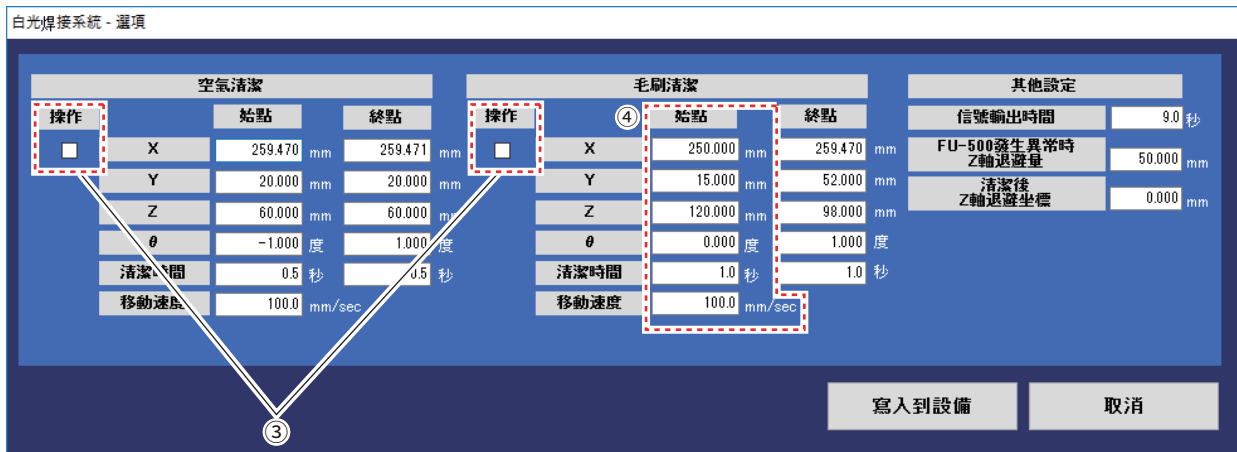 白光焊接系統 - 選項
空氣清潔 毛刷清潔 其他設定
操作 始點 終點 操作 ④ 始點 終點 信號輸出時間 9.0 秒
X 259.470 mm 259.471 mm X 250.000 mm 259.470 mm FU-500發生異常時
Z軸退避量 50.000 mm
Y 20.000 mm 20.000 mm Y 15.000 mm 52.000 mm 清潔後
Z軸退避坐標 0.000 mm
Z 60.000 mm 60.000 mm Z 120.000 mm 98.000 mm
θ -1.000 度 1.000 度 θ 0.000 度 1.000 度
清潔時間 0.5 秒 0.5 秒 清潔時間 1.0 秒 1.0 秒
移動速度 100.0 mm/sec 移動速度 100.0 mm/sec
寫入到設備 取消
③